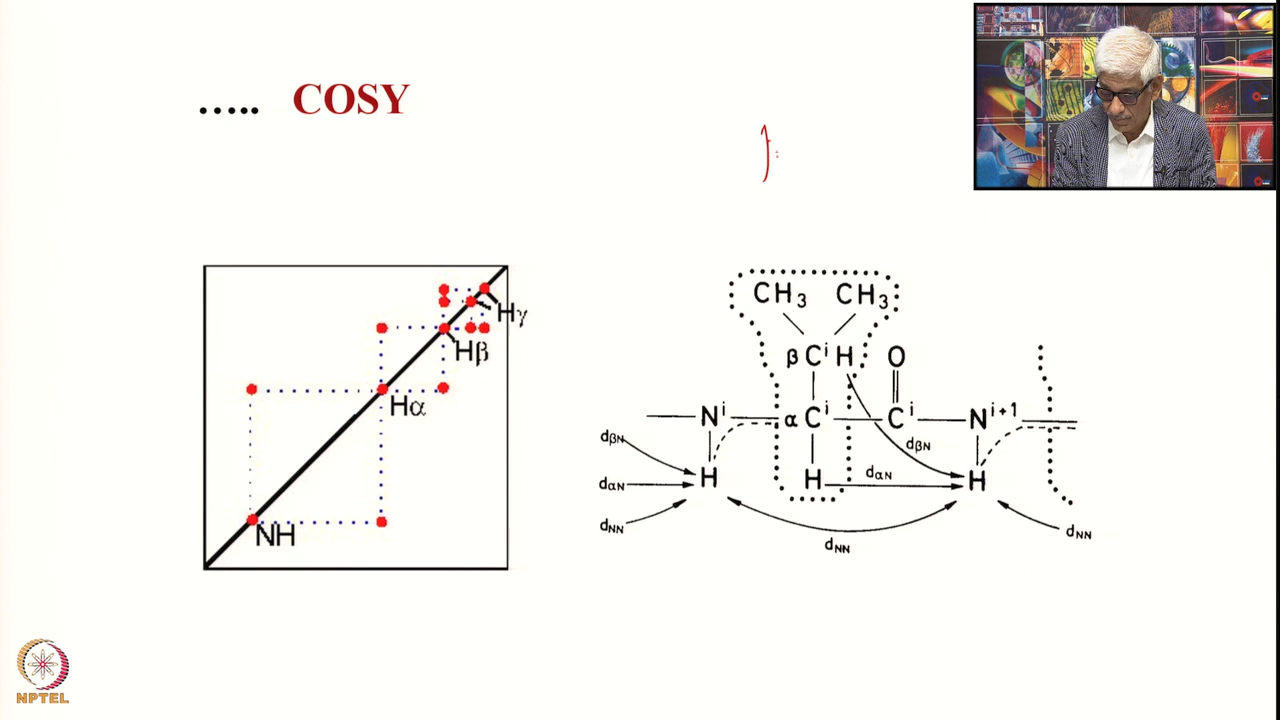 ..... COSY
NH
Hα
Hβ
Hγ
CH₃ CH₃
β Cⁱ H O
Nⁱ α Cⁱ Cⁱ Nⁱ⁺¹
dβN dβN
H H H
dαN dαN
dNN dNN dNN
NPTEL